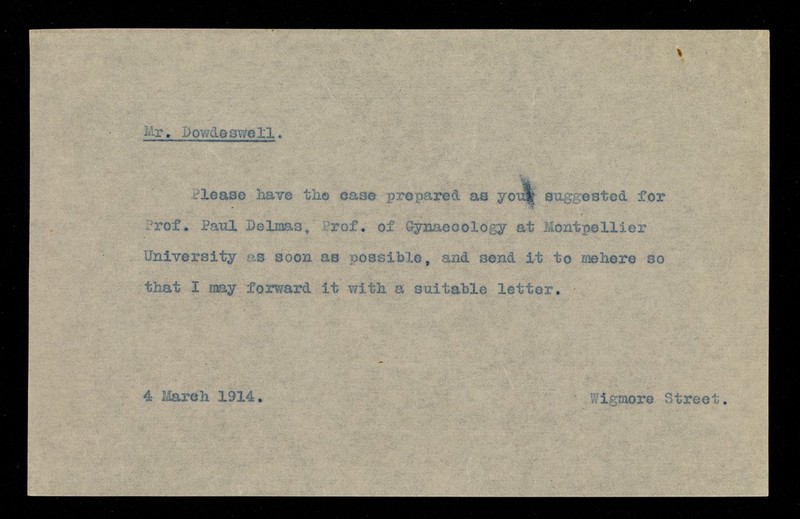 Mr. Dowdeswell.
Please have the case prepared as you suggested for
Prof. Paul Delmas, Prof. of Gynaecology at Montpellier
University as soon as possible, and send it to mehere so
that I may forward it with a suitable letter.
4 March 1914.
Wigmore Street.